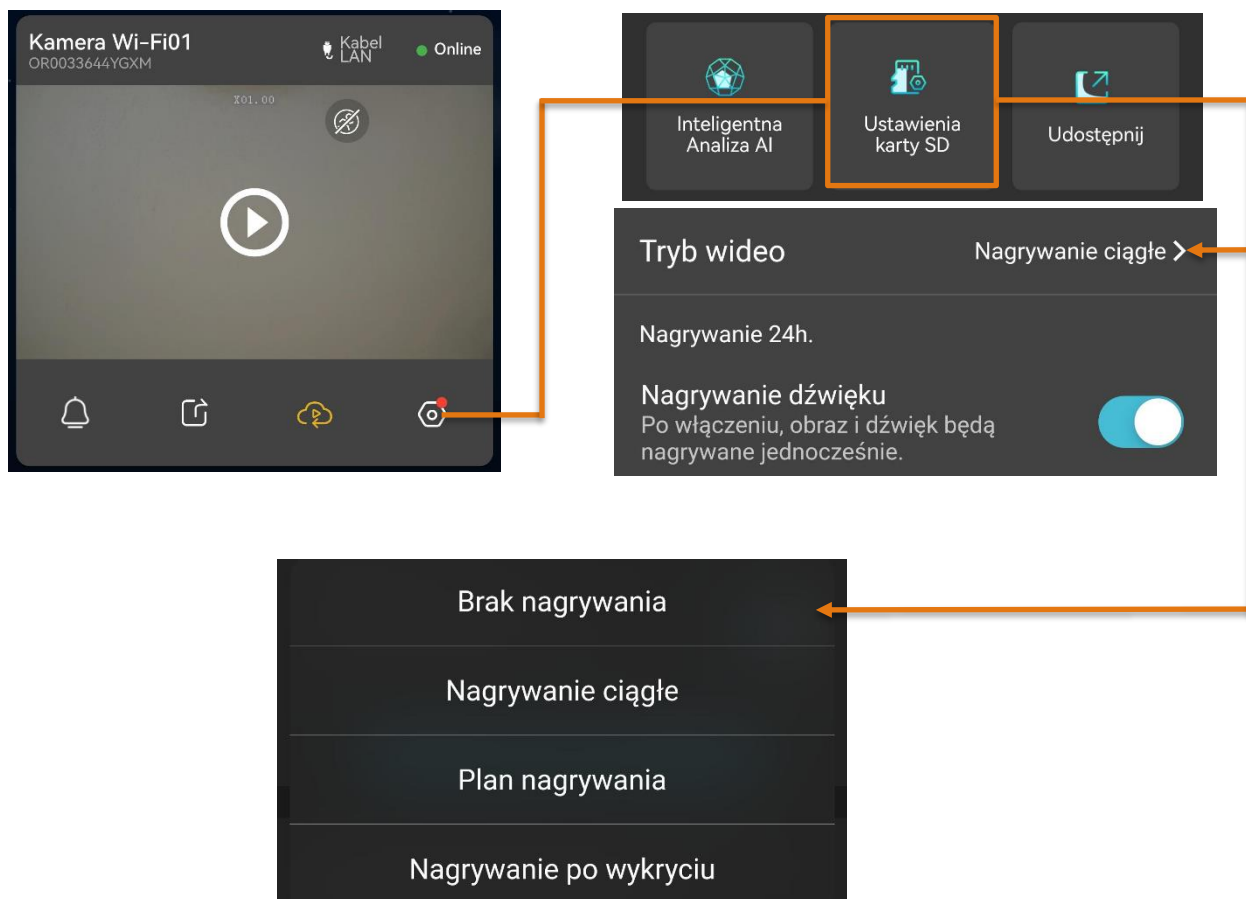 Kamera Wi-Fi01
OR0033644YGXM
Kabel
LAN
Online
X01.00
Inteligentna
Analiza AI
Ustawienia
karty SD
Udostępnij
Tryb wideo
Nagrywanie ciągłe
Nagrywanie 24h.
Nagrywanie dźwięku
Po włączeniu, obraz i dźwięk będą
nagrywane jednocześnie.
Brak nagrywania
Nagrywanie ciągłe
Plan nagrywania
Nagrywanie po wykryciu